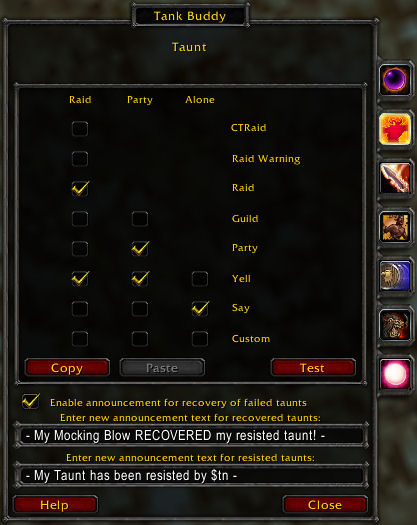 Tank Buddy
Taunt
Raid Party Alone
CTRaid
Raid Warning
Raid
Guild
Party
Yell
Say
Custom
Copy Paste Test
Enable announcement for recovery of failed taunts
Enter new announcement text for recovered taunts:
- My Mocking Blow RECOVERED my resisted taunt! -
Enter new announcement text for resisted taunts:
- My Taunt has been resisted by $tn -
Help Close